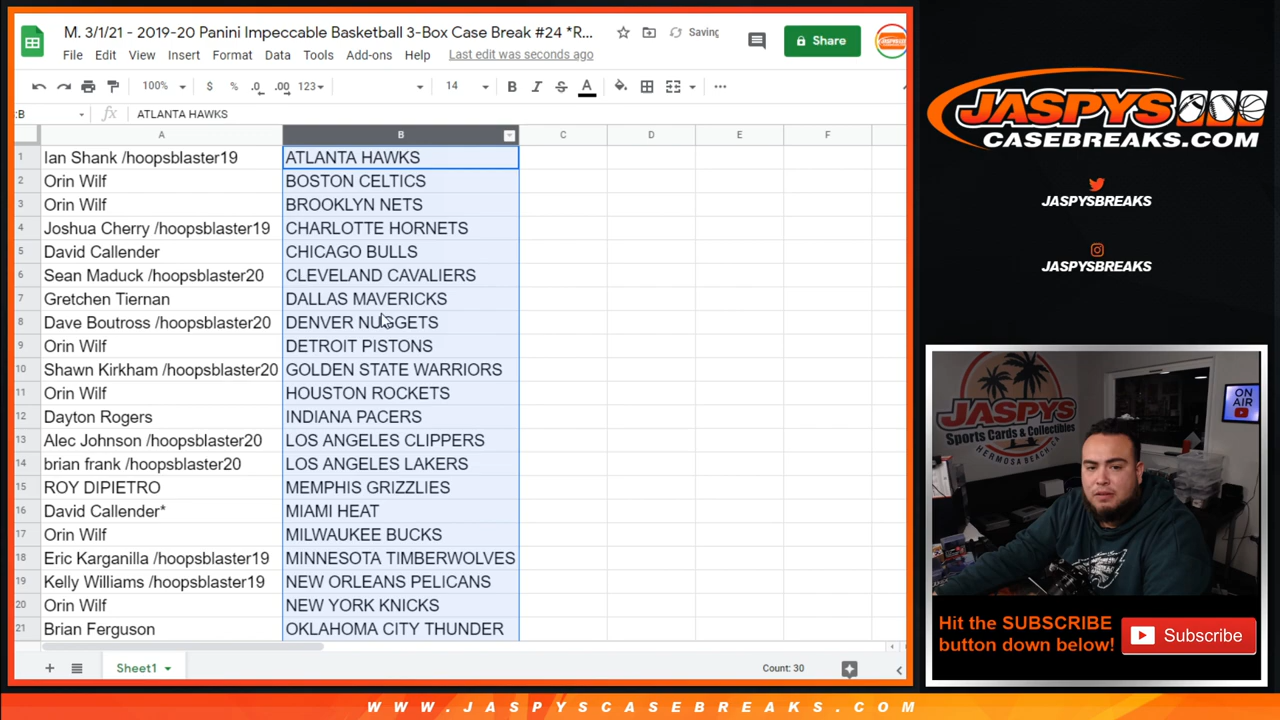 M. 3/1/21 - 2019-20 Panini Impeccable Basketball 3-Box Case Break #24 *R...
Saving
Share
File Edit View Insert Format Data Tools Add-ons Help Last edit was seconds ago
100% $ % .0 .00 123 14 B I S A
:B fx ATLANTA HAWKS
A B C D E F
1 Ian Shank /hoopsblaster19 ATLANTA HAWKS
2 Orin Wilf BOSTON CELTICS
3 Orin Wilf BROOKLYN NETS
4 Joshua Cherry /hoopsblaster19 CHARLOTTE HORNETS
5 David Callender CHICAGO BULLS
6 Sean Maduck /hoopsblaster20 CLEVELAND CAVALIERS
7 Gretchen Tiernan DALLAS MAVERICKS
8 Dave Boutross /hoopsblaster20 DENVER NUGGETS
9 Orin Wilf DETROIT PISTONS
10 Shawn Kirkham /hoopsblaster20 GOLDEN STATE WARRIORS
11 Orin Wilf HOUSTON ROCKETS
12 Dayton Rogers INDIANA PACERS
13 Alec Johnson /hoopsblaster20 LOS ANGELES CLIPPERS
14 brian frank /hoopsblaster20 LOS ANGELES LAKERS
15 ROY DIPIETRO MEMPHIS GRIZZLIES
16 David Callender* MIAMI HEAT
17 Orin Wilf MILWAUKEE BUCKS
18 Eric Karganilla /hoopsblaster19 MINNESOTA TIMBERWOLVES
19 Kelly Williams /hoopsblaster19 NEW ORLEANS PELICANS
20 Orin Wilf NEW YORK KNICKS
21 Brian Ferguson OKLAHOMA CITY THUNDER
Sheet1
Count: 30
JASPYS
CASEBREAKS.COM
JASPYSBREAKS
JASPYSBREAKS
JASPYS
Sports Cards & Collectibles
HERMOSA BEACH, CA
ON
AIR
Hit the SUBSCRIBE
button down below!
Subscribe
WWW.JASPYSCASEBREAKS.COM